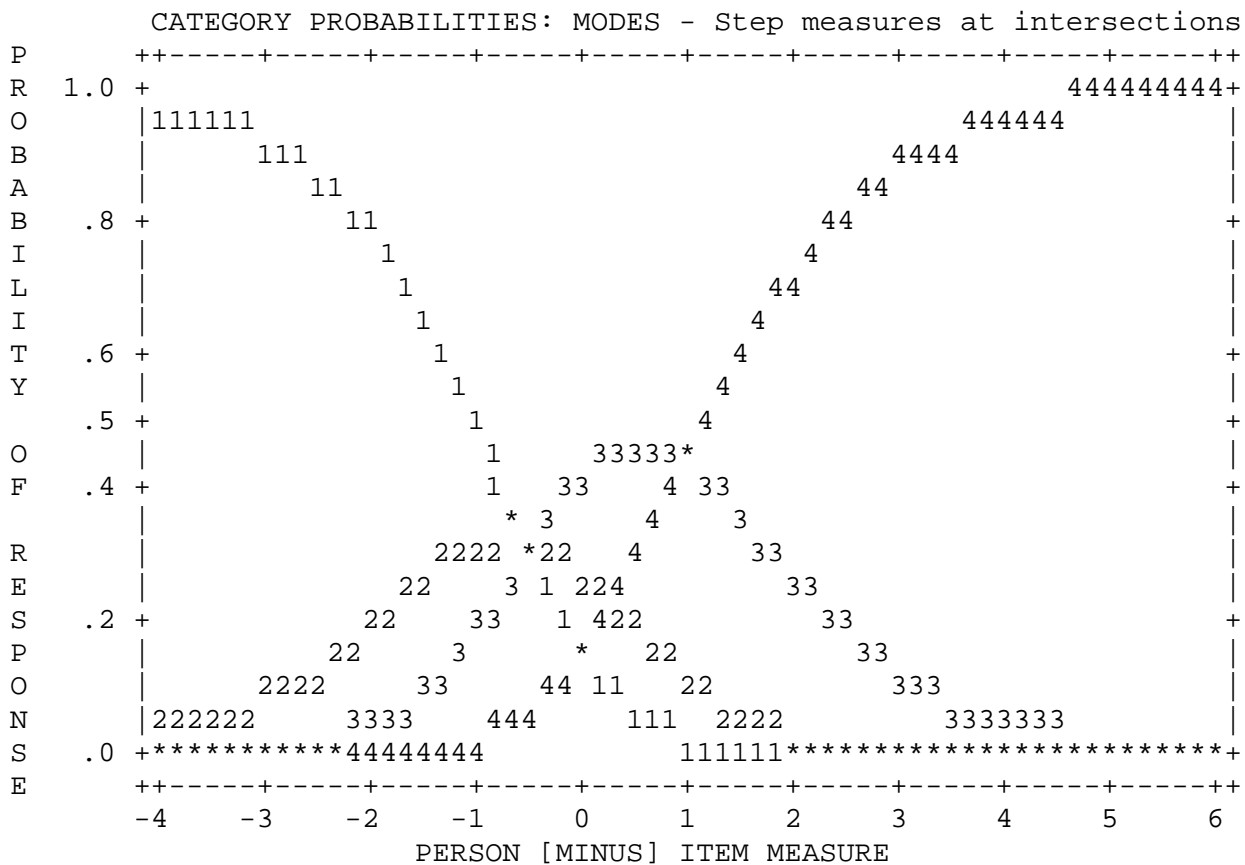 CATEGORY PROBABILITIES: MODES - Step measures at intersections
P      ++-----+-----+-----+-----+-----+-----+-----+-----+-----+-----++
R  1.0 +                                                    444444444+
O      |111111                                        444444         |
B      |      111                                 4444               |
A      |         11                             44                   |
B   .8 +           11                         44                     +
I      |             1                       4                       |
L      |              1                    44                        |
I      |               1                  4                          |
T   .6 +                1                4                           +
Y      |                 1              4                            |
    .5 +                  1            4                             +
O      |                   1     33333*                              |
F   .4 +                   1   33    4 33                            +
       |                    * 3     4    3                           |
R      |                2222 *22   4      33                         |
E      |              22    3 1 224         33                       |
S   .2 +            22    33   1 422          33                     +
P      |          22     3      *   22          33                   |
O      |      2222     33     44 11   22          333                |
N      |222222     3333    444     111  2222         3333333         |
S   .0 +***********44444444           111111*************************+
E      ++-----+-----+-----+-----+-----+-----+-----+-----+-----+-----++
       -4    -3    -2    -1     0     1     2     3     4     5     6
                       PERSON [MINUS] ITEM MEASURE